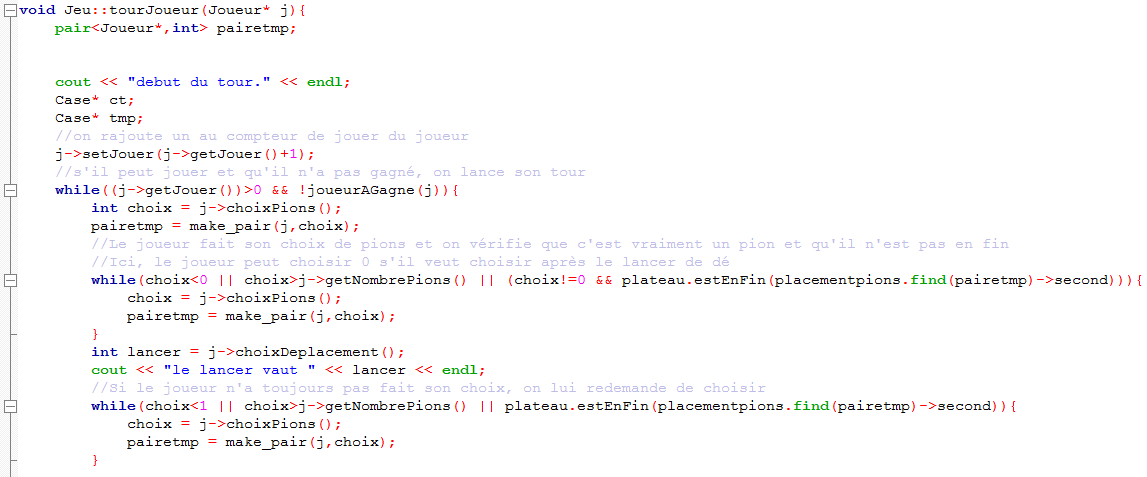 void Jeu::tourJoueur(Joueur* j){
pair<Joueur*,int> pairetmp;
cout << "debut du tour." << endl;
Case* ct;
Case* tmp;
//on rajoute un au compteur de jouer du joueur
j->setJouer(j->getJouer()+1);
//s'il peut jouer et qu'il n'a pas gagné, on lance son tour
while((j->getJouer())>0 && !joueurAGagne(j)){
int choix = j->choixPions();
pairetmp = make_pair(j,choix);
//Le joueur fait son choix de pions et on vérifie que c'est vraiment un pion et qu'il n'est pas en fin
//Ici, le joueur peut choisir 0 s'il veut choisir après le lancer de dé
while(choix<0 || choix>j->getNombrePions() || (choix!=0 && plateau.estEnFin(placementpions.find(pairetmp)->second))){
choix = j->choixPions();
pairetmp = make_pair(j,choix);
}
int lancer = j->choixDeplacement();
cout << "le lancer vaut " << lancer << endl;
//Si le joueur n'a toujours pas fait son choix, on lui redemande de choisir
while(choix<1 || choix>j->getNombrePions() || plateau.estEnFin(placementpions.find(pairetmp)->second)){
choix = j->choixPions();
pairetmp = make_pair(j,choix);
}